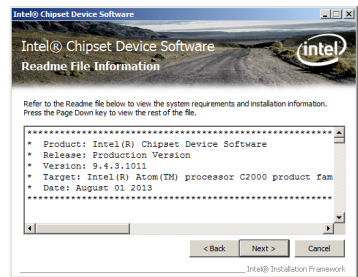 Intel® Chipset Device Software
Intel® Chipset Device Software
intel
Readme File Information
Refer to the Readme file below to view the system requirements and installation information.
Press the Page Down key to view the rest of the file.
************************************************************
* Product: Intel(R) Chipset Device Software
* Release: Production Version
* Version: 9.4.3.1011
* Target: Intel(R) Atom(TM) processor C2000 product fam
* Date: August 01 2013
************************************************************
< Back Next > Cancel
Intel® Installation Framework